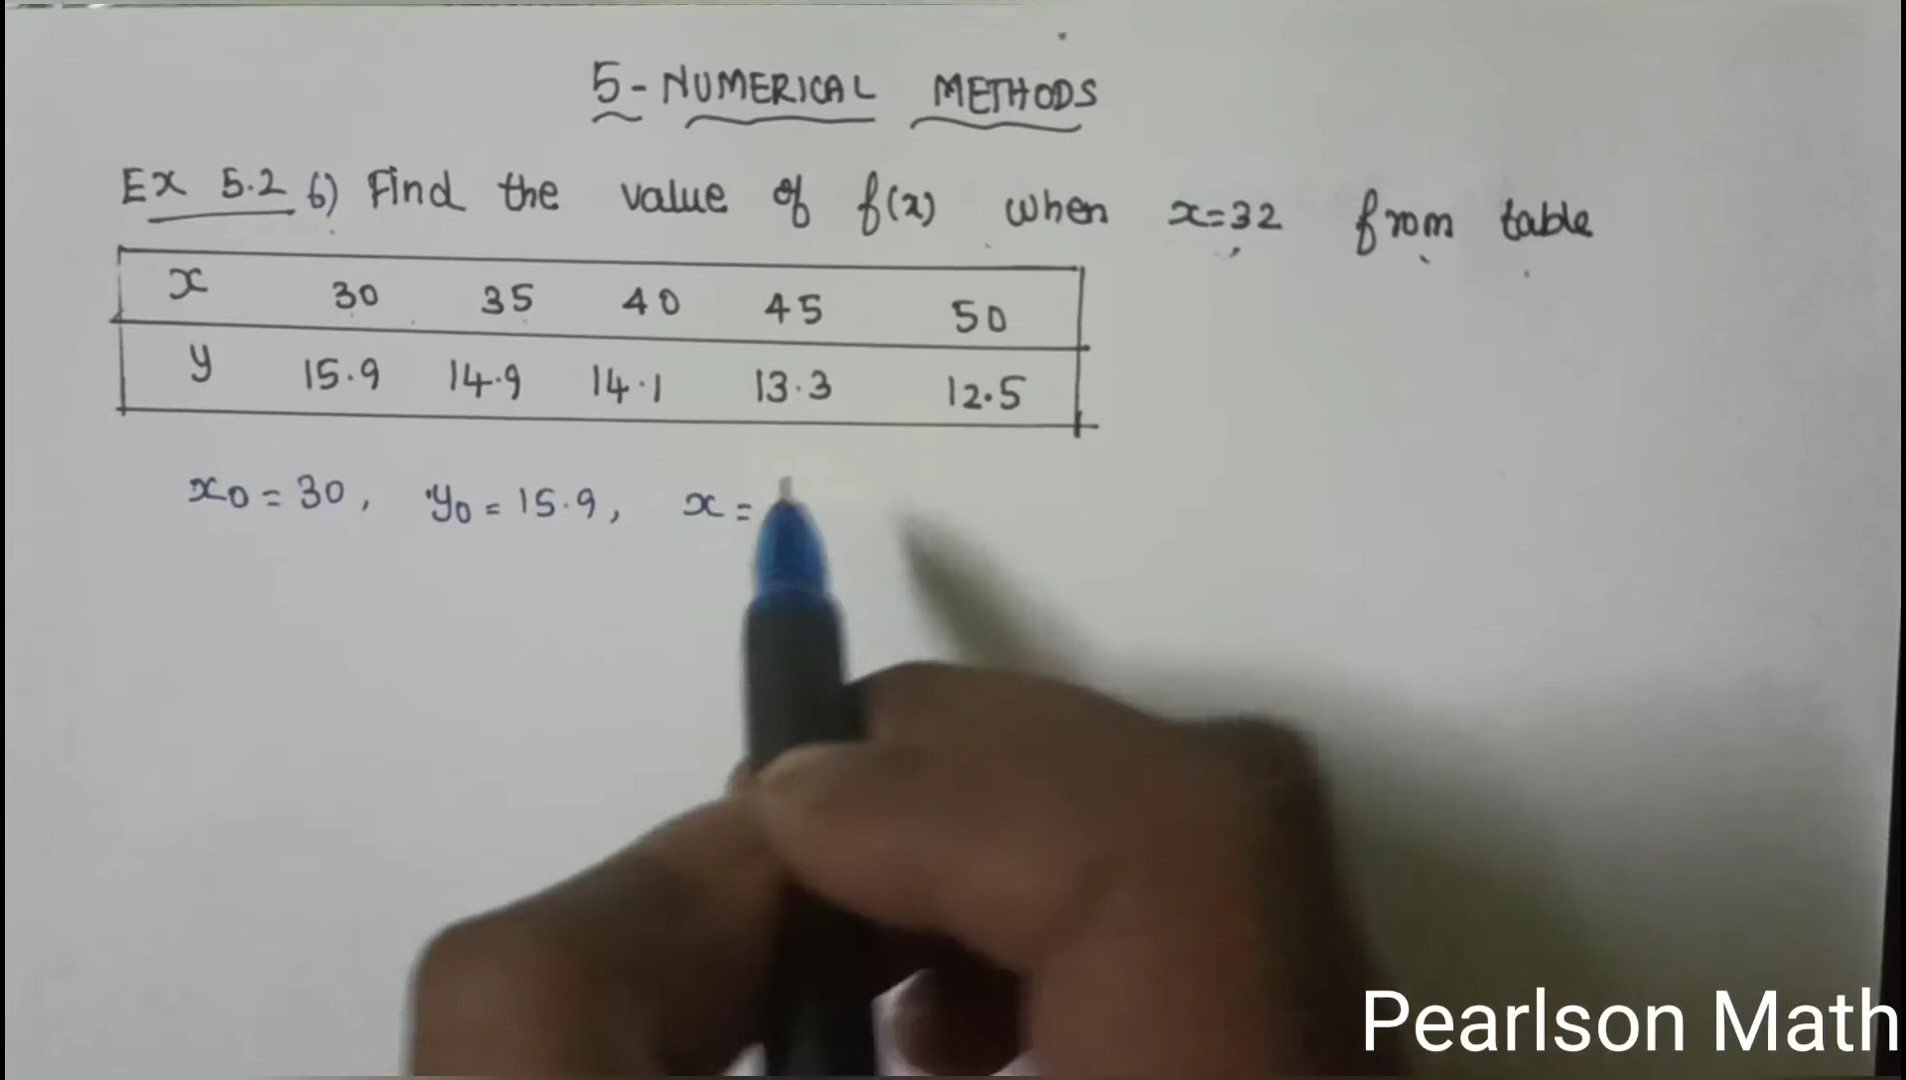 5-NUMERICAL METHODS
Ex 5.2 6) Find the value of f(x) when x=32 from table
x 30 35 40 45 50
y 15.9 14.9 14.1 13.3 12.5
x0 = 30, y0 = 15.9, x =
Pearlson Math